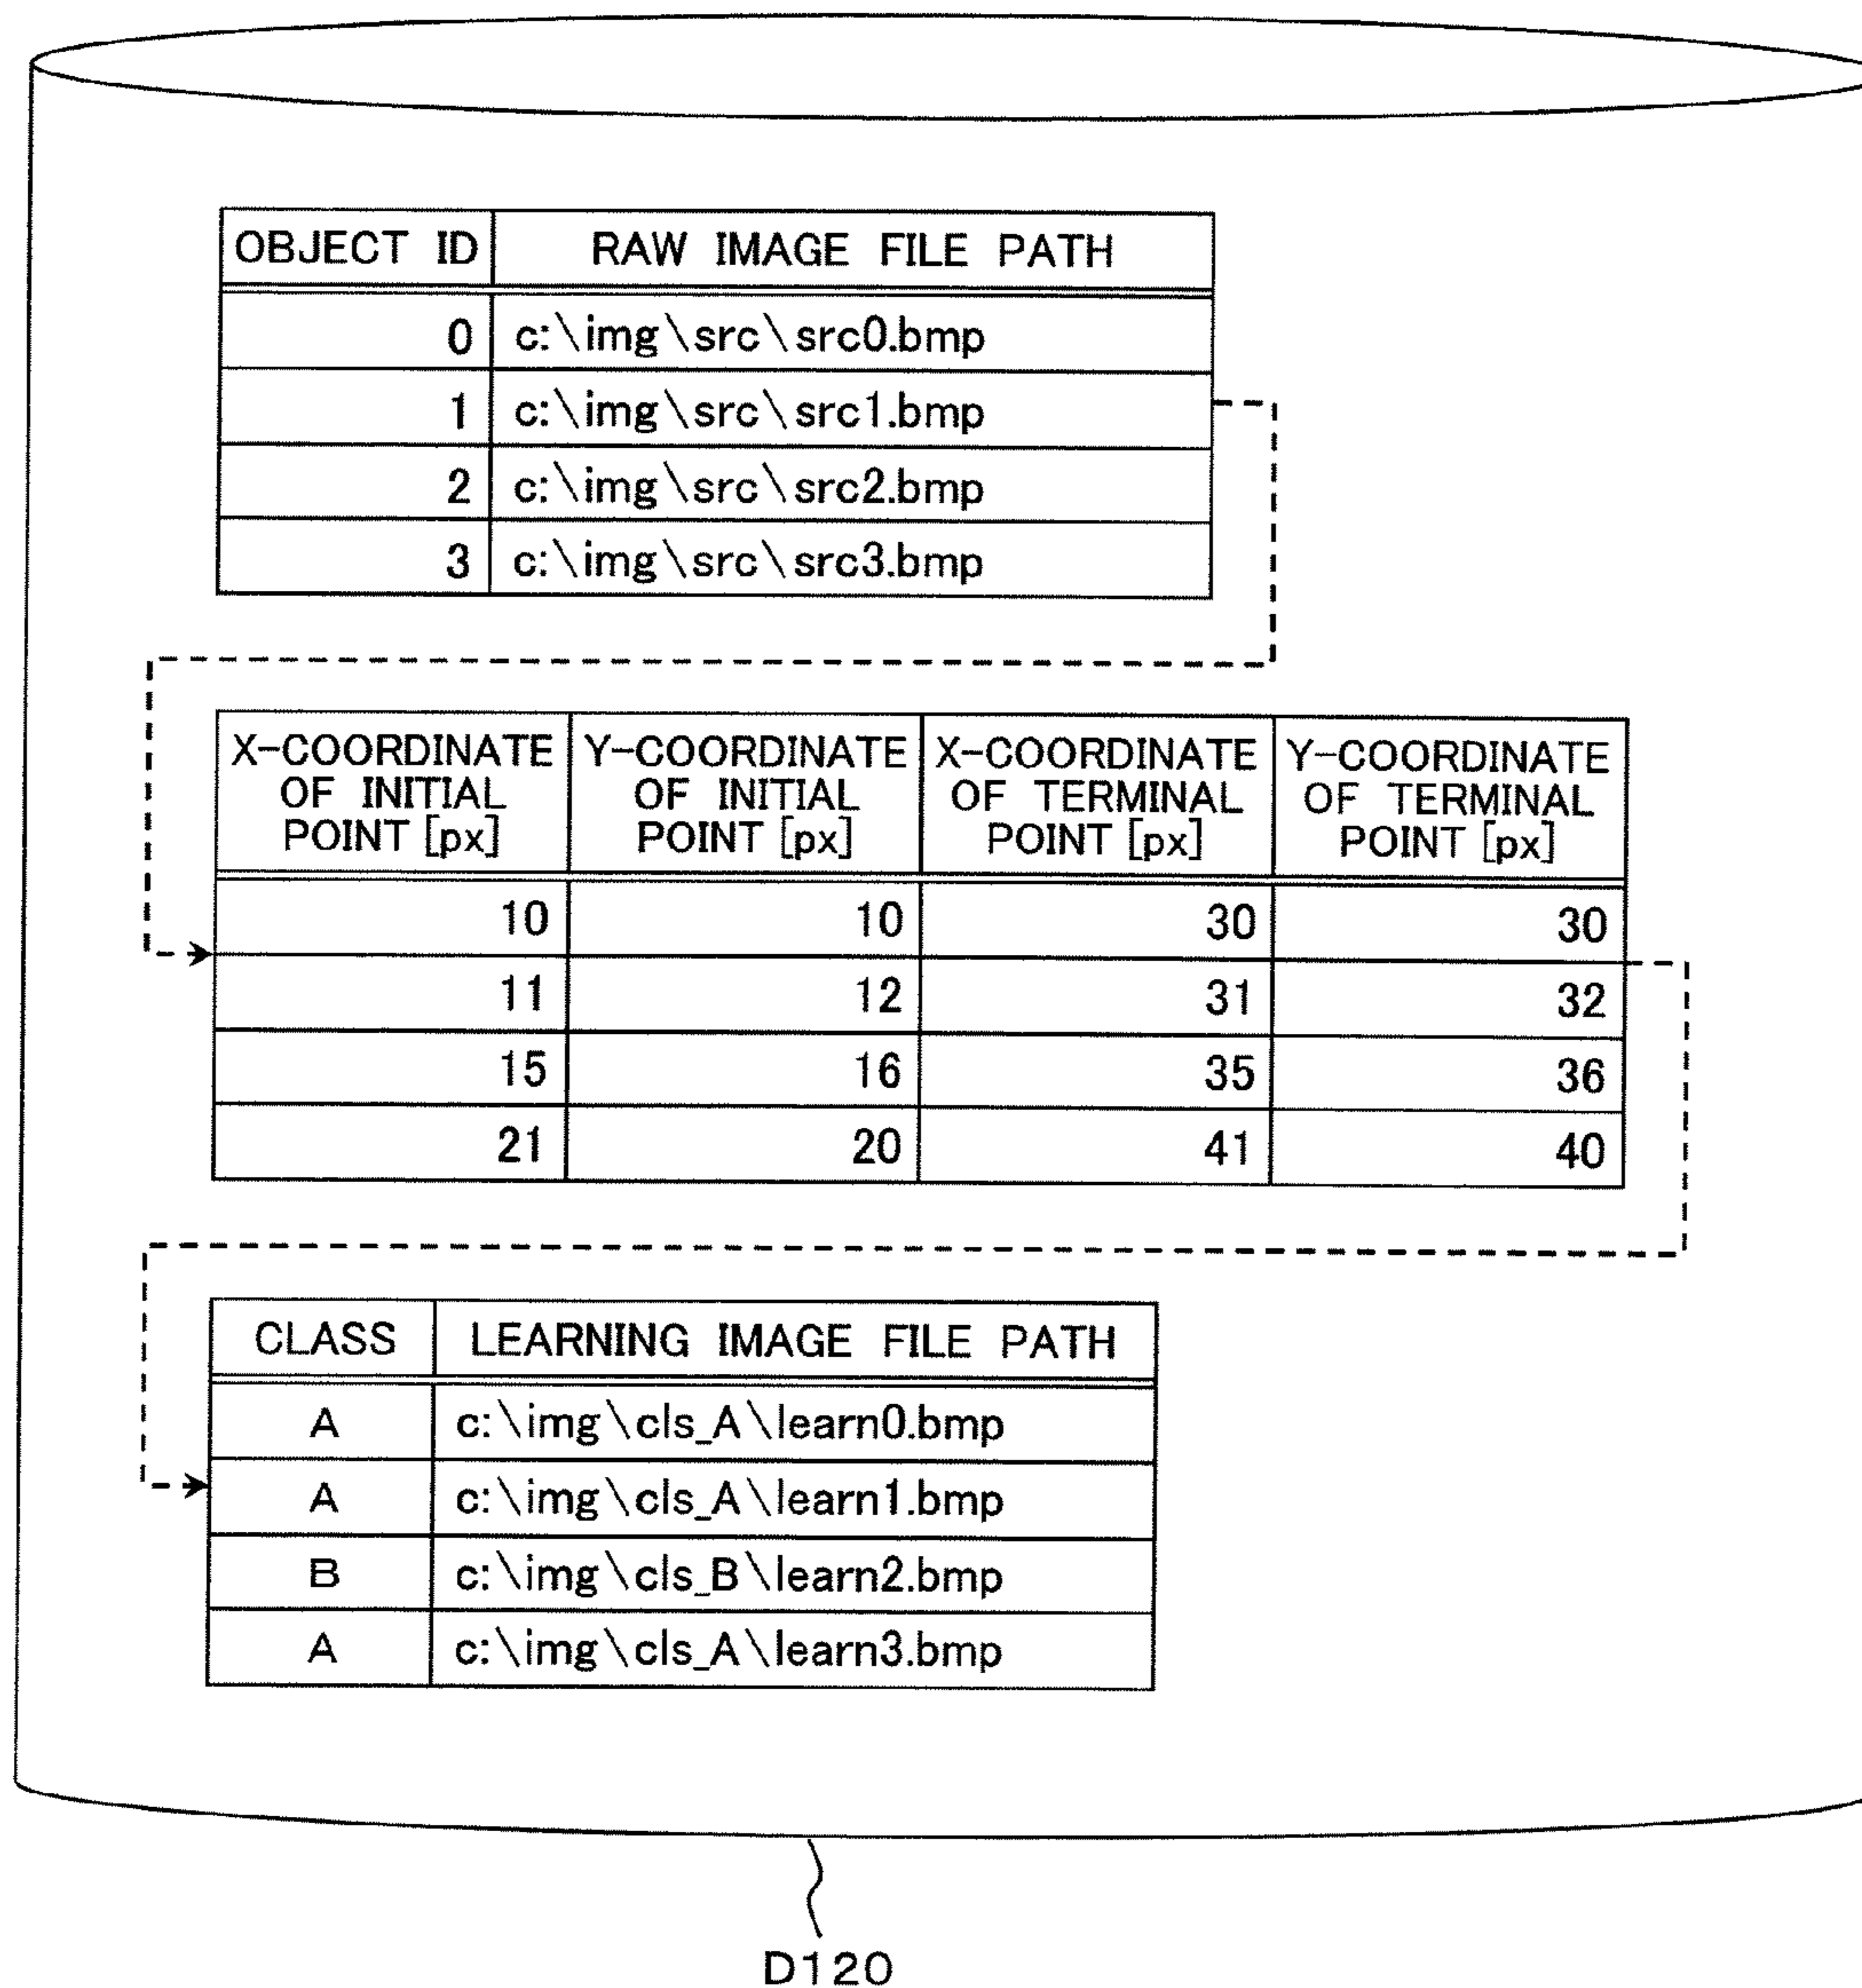 OBJECT ID RAW IMAGE FILE PATH
0 c:\img\src\src0.bmp
1 c:\img\src\src1.bmp
2 c:\img\src\src2.bmp
3 c:\img\src\src3.bmp
X-COORDINATE OF INITIAL POINT [px] Y-COORDINATE OF INITIAL POINT [px] X-COORDINATE OF TERMINAL POINT [px] Y-COORDINATE OF TERMINAL POINT [px]
10 10 30 30
11 12 31 32
15 16 35 36
21 20 41 40
CLASS LEARNING IMAGE FILE PATH
A c:\img\cls_A\learn0.bmp
A c:\img\cls_A\learn1.bmp
B c:\img\cls_B\learn2.bmp
A c:\img\cls_A\learn3.bmp
D120